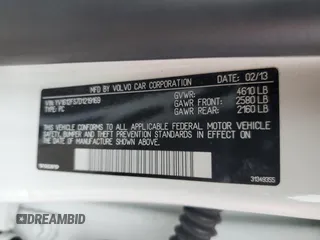 MFD. BY VOLVO CAR CORPORATION
DATE: 02/13
TYPE: PC
GVWR: 4610 LB
GAWR FRONT: 2580 LB
GAWR REAR: 2160 LB
THIS VEHICLE CONFORMS TO ALL APPLICABLE FEDERAL MOTOR VEHICLE
SAFETY, BUMPER AND THEFT PREVENTION STANDARDS IN EFFECT ON
THE DATE OF MANUFACTURE SHOWN ABOVE.
DREAMBID
DREAMBID